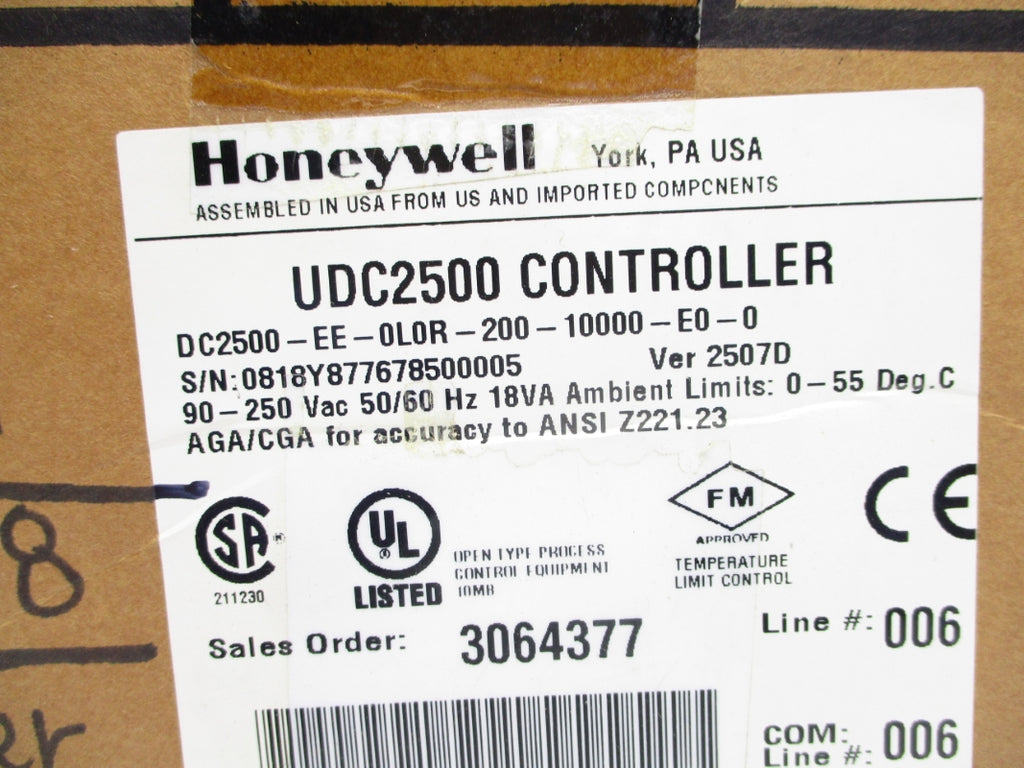 Honeywell York, PA USA
ASSEMBLED IN USA FROM US AND IMPORTED COMPCNENTS
UDC2500 CONTROLLER
DC2500-EE-0L0R-200-10000-E0-0
S/N:0818Y877678500005 Ver 2507D
90-250 Vac 50/60 Hz 18VA Ambient Limits: 0-55 Deg.C
AGA/CGA for accuracy to ANSI Z221.23
SA ®
211230
UL ®
LISTED
OPEN TYPE PROCESS
CONTROL EQUIPMENT
10MB
FM
APPROVED
TEMPERATURE
LIMIT CONTROL
CE
Sales Order: 3064377
Line #: 006
COM:
Line #: 006
8
er